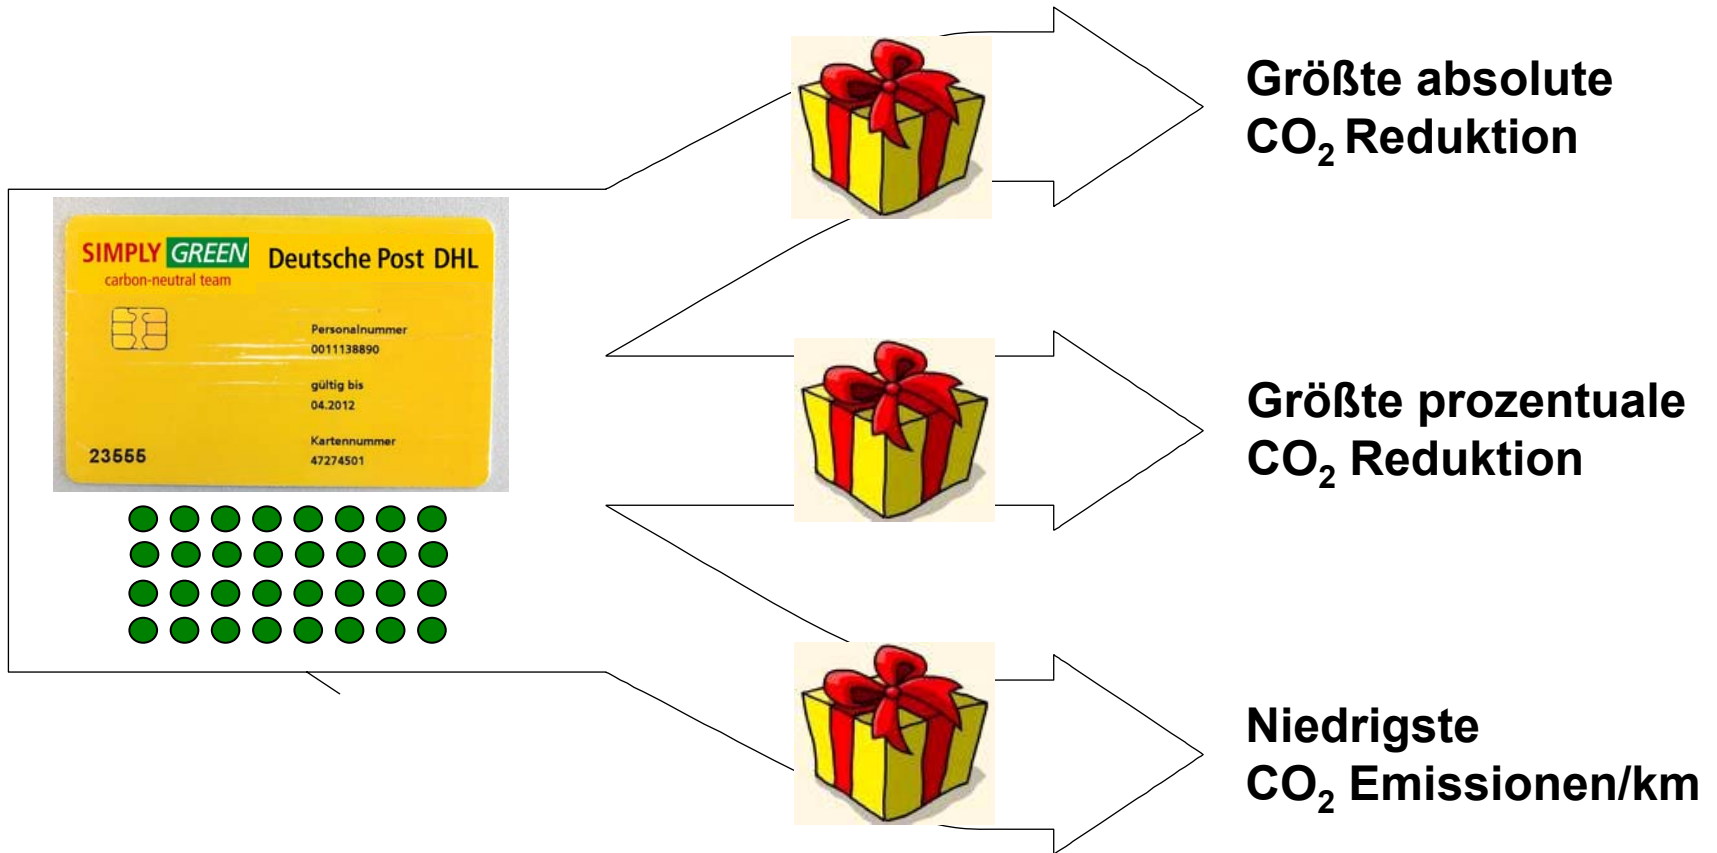 Größte absolute
CO₂ Reduktion
SIMPLY GREEN
carbon-neutral team
Deutsche Post DHL
Personalnummer
0011138890
gültig bis
04.2012
Kartennummer
47274501
23555
Größte prozentuale
CO₂ Reduktion
Niedrigste
CO₂ Emissionen/km